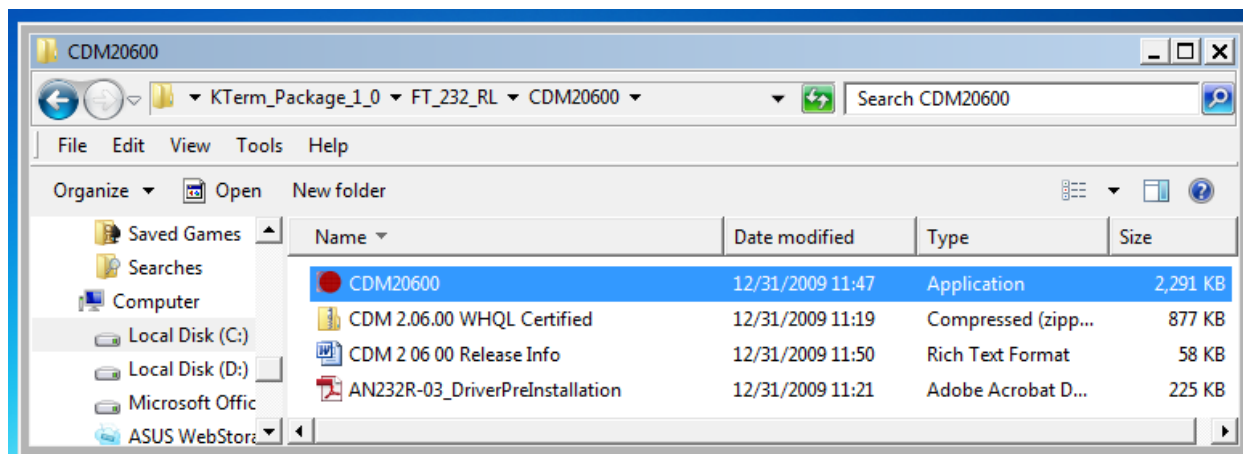 CDM20600
KTerm_Package_1_0 FT_232_RL CDM20600 Search CDM20600
File Edit View Tools Help
Organize Open New folder
Saved Games Name Date modified Type Size
Searches
CDM20600 12/31/2009 11:47 Application 2,291 KB
Computer
CDM 2.06.00 WHQL Certified 12/31/2009 11:19 Compressed (zipp... 877 KB
Local Disk (C:)
CDM 2 06 00 Release Info 12/31/2009 11:50 Rich Text Format 58 KB
Local Disk (D:)
AN232R-03_DriverPreInstallation 12/31/2009 11:21 Adobe Acrobat D... 225 KB
Microsoft Offic
ASUS WebStora